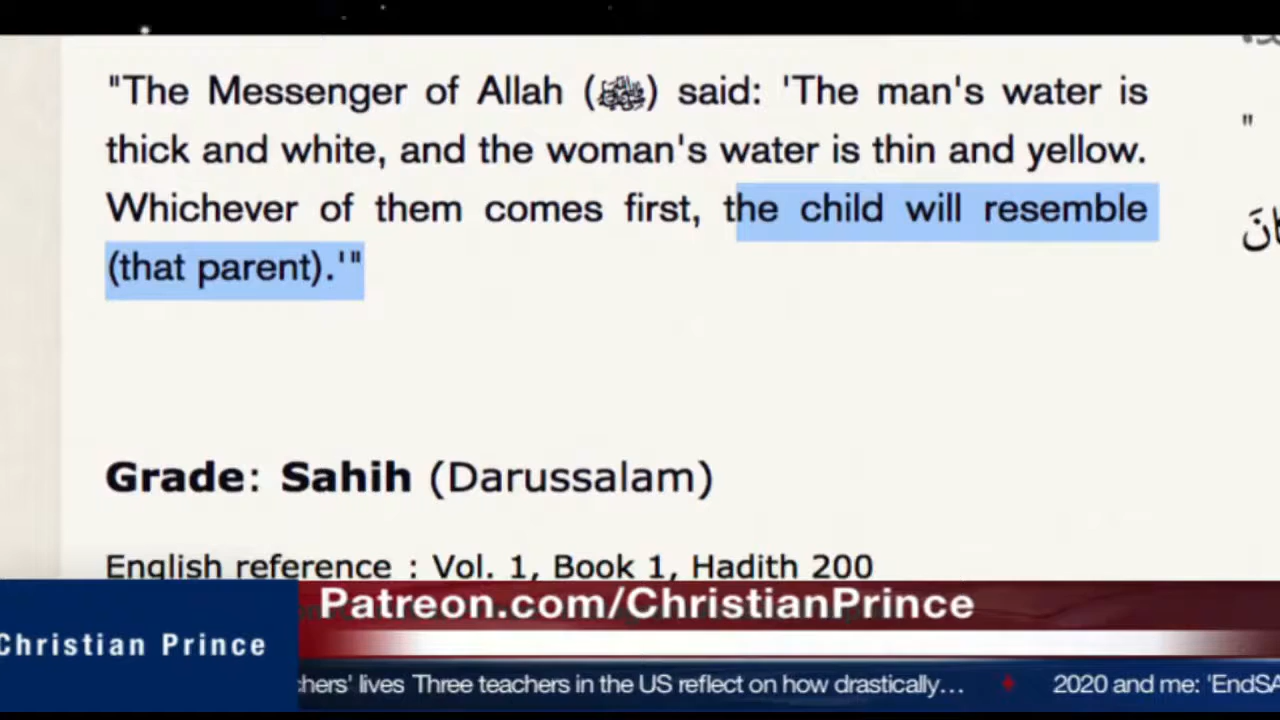 "The Messenger of Allah (ﷺ) said: 'The man's water is
thick and white, and the woman's water is thin and yellow.
Whichever of them comes first, the child will resemble
(that parent).'"
"
كَانَ
Grade: Sahih (Darussalam)
English reference : Vol. 1, Book 1, Hadith 200
Patreon.com/ChristianPrince
Christian Prince
hers' lives Three teachers in the US reflect on how drastically… 2020 and me: 'EndSA